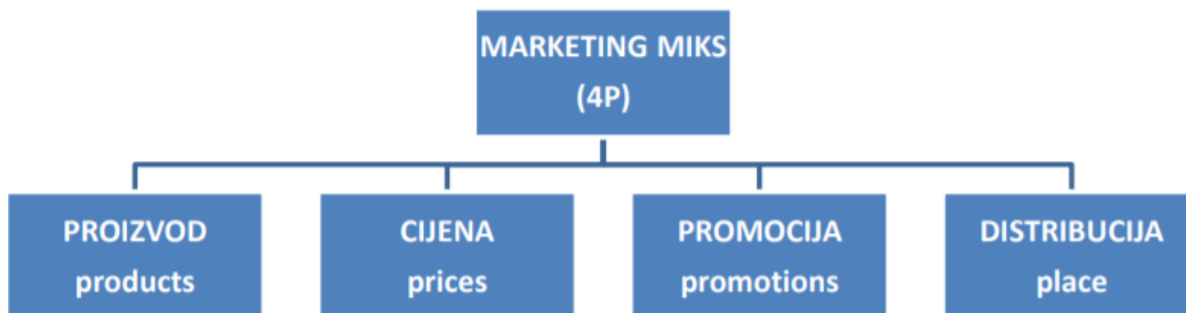 MARKETING MIKS
(4P)
PROIZVOD
products
CIJENA
prices
PROMOCIJA
promotions
DISTRIBUCIJA
place